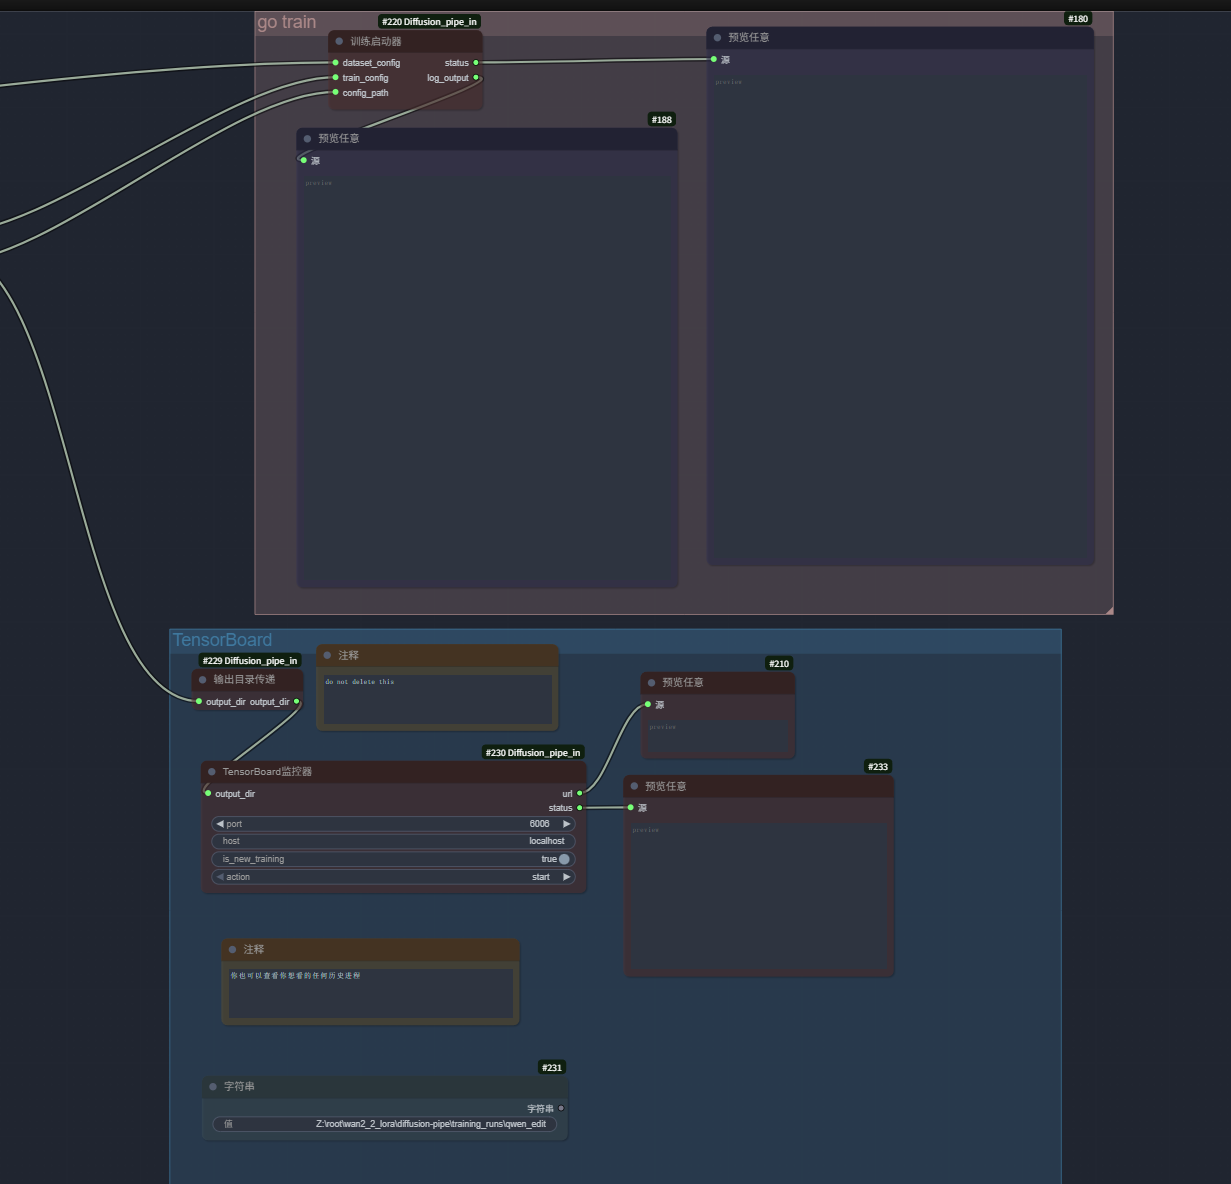 go train
#220 Diffusion_pipe_in
训练启动器
dataset_config
status
train_config
log_output
config_path
#180
预览任意
源
preview
#188
预览任意
源
preview
TensorBoard
#229 Diffusion_pipe_in
输出目录传递
output_dir output_dir
注释
do not delete this
#210
预览任意
源
preview
#230 Diffusion_pipe_in
TensorBoard监控器
output_dir
url
status
port
6006
host
localhost
is_new_training
true
action
start
#233
预览任意
源
preview
注释
你也可以查看你想看的任何历史进程
#231
字符串
字符串
值
Z:\root\wan2_2_lora\diffusion-pipe\training_runs\qwen_edit